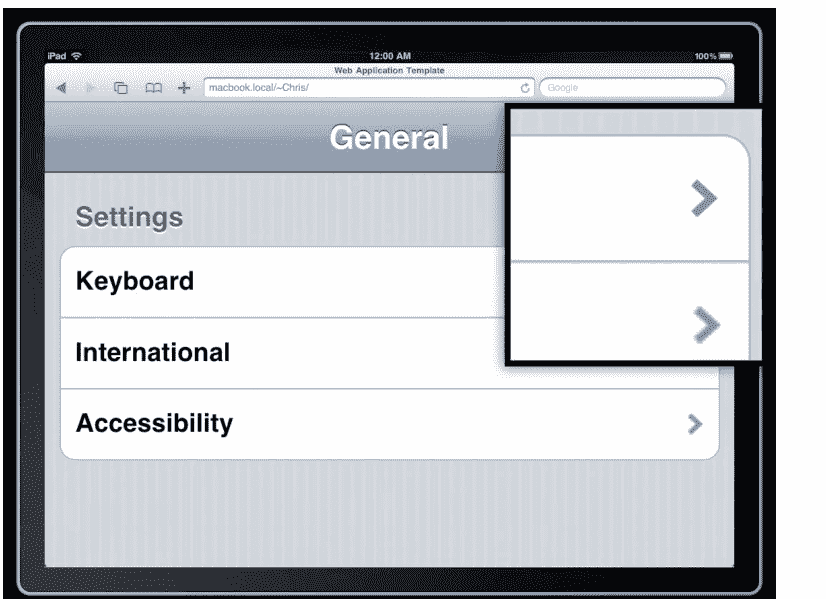 iPad 12:00 AM 100%
Web Application Template
macbook.local/~Chris/ Google
General
Settings
Keyboard
International
Accessibility